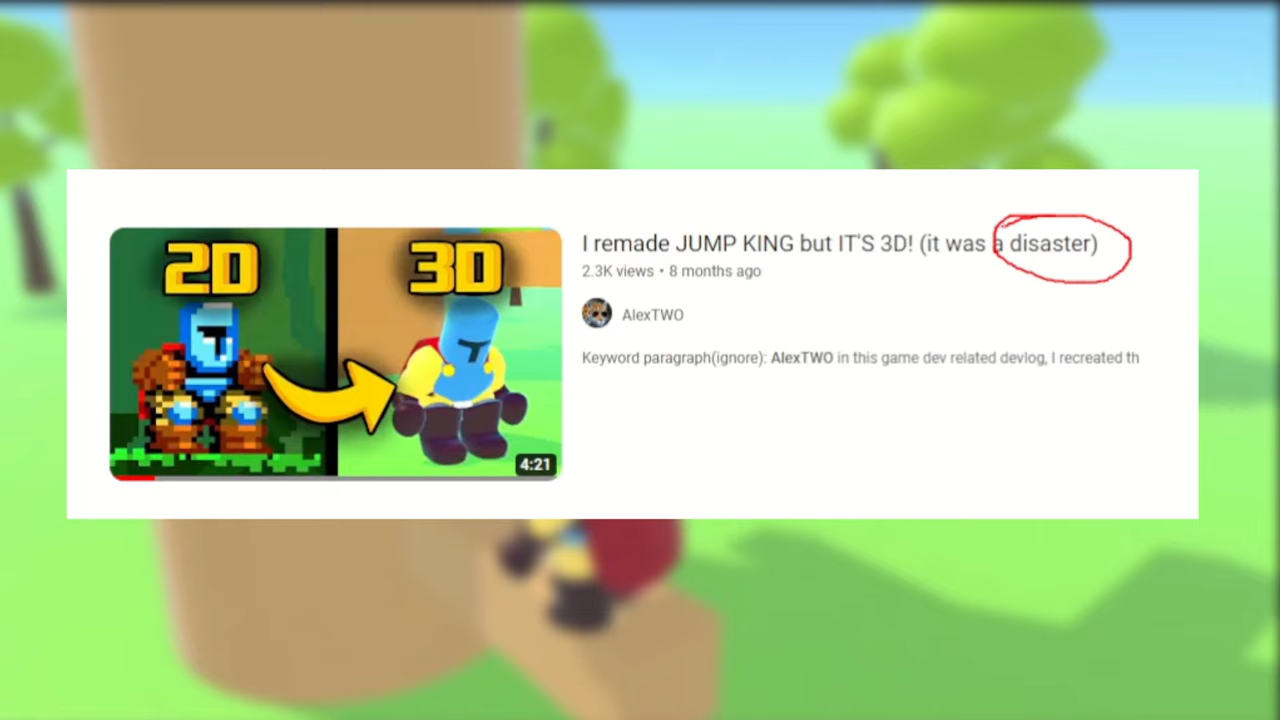 2D
3D
4:21
I remade JUMP KING but IT'S 3D! (it was a disaster)
2.3K views • 8 months ago
AlexTWO
Keyword paragraph(ignore): AlexTWO in this game dev related devlog, I recreated th